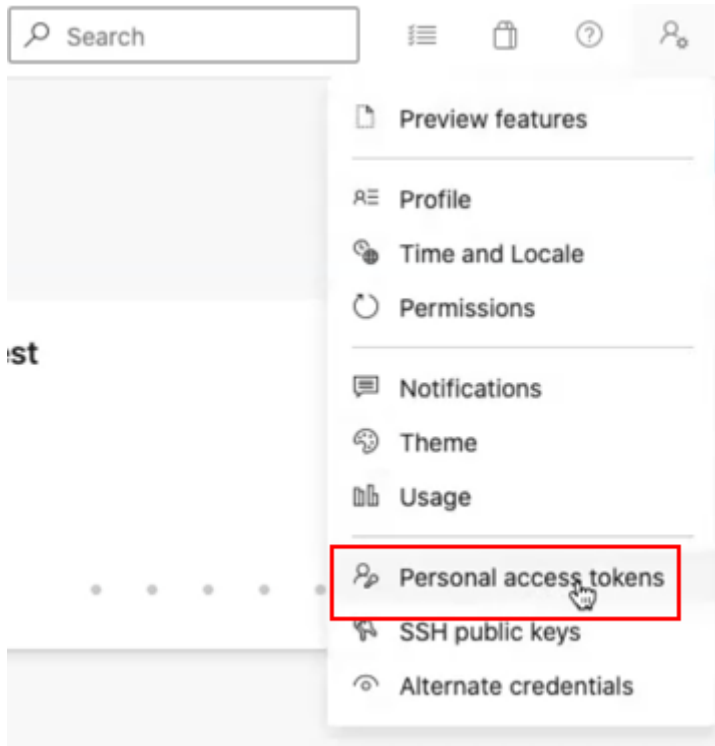 Search
Preview features
Profile
Time and Locale
Permissions
st
Notifications
Theme
Usage
Personal access tokens
SSH public keys
Alternate credentials